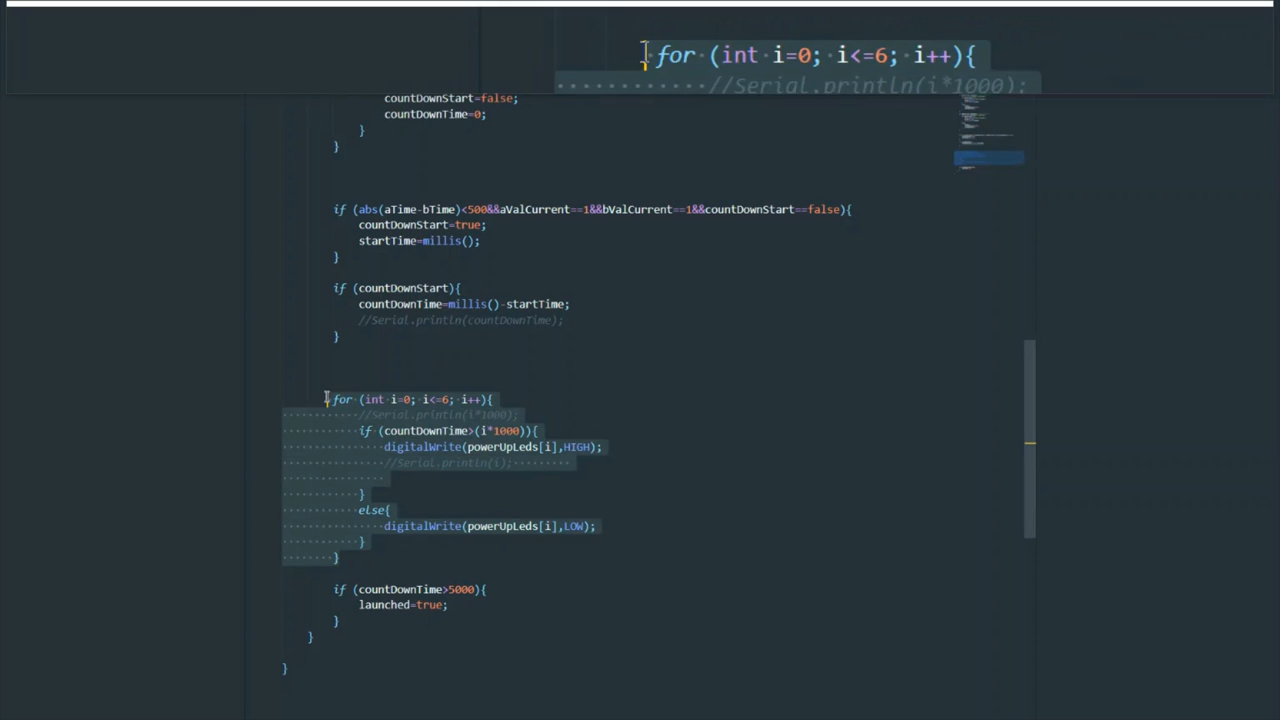 for (int i=0; i<=6; i++){
//Serial.println(i*1000);
countDownStart=false;
countDownTime=0;
}
}
if (abs(aTime-bTime)<500&&aValCurrent==1&&bValCurrent==1&&countDownStart==false){
countDownStart=true;
startTime=millis();
}
if (countDownStart){
countDownTime=millis()-startTime;
//Serial.println(countDownTime);
}
for (int i=0; i<=6; i++){
//Serial.println(i*1000);
if (countDownTime>(i*1000)){
digitalWrite(powerUpLeds[i],HIGH);
//Serial.println(i);
}
else{
digitalWrite(powerUpLeds[i],LOW);
}
}
if (countDownTime>5000){
launched=true;
}
}
}